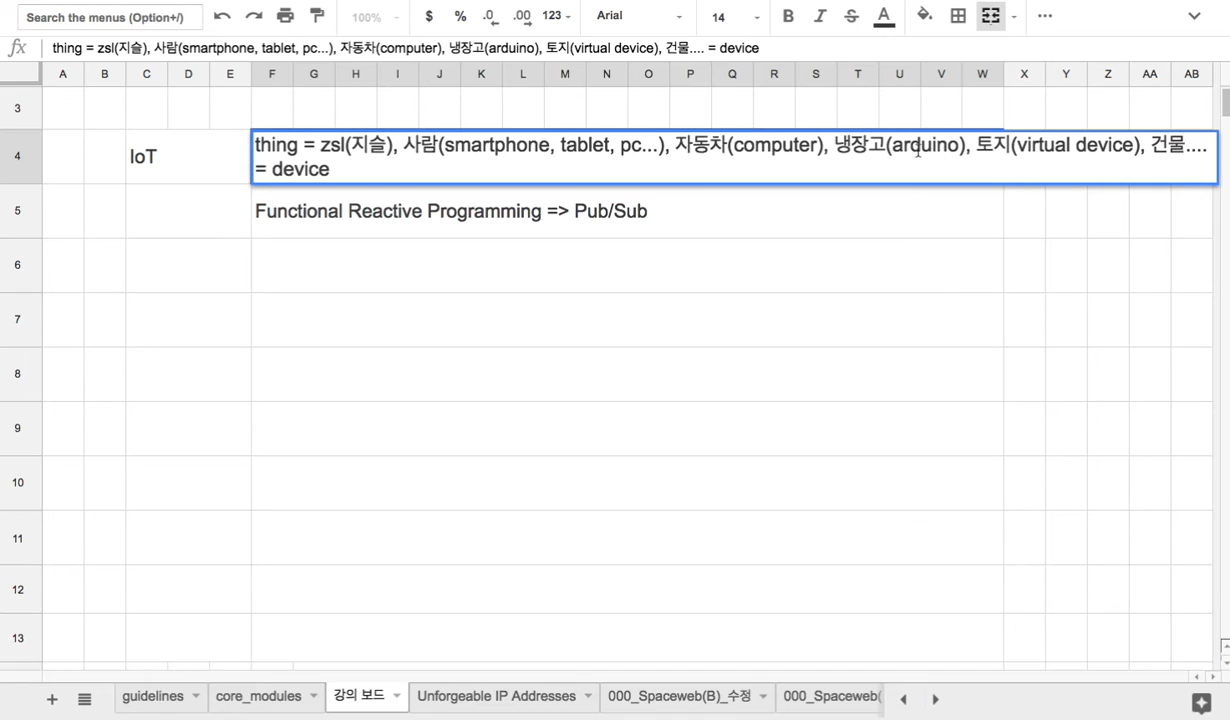 Search the menus (Option+/)
100%
$ % .0 .00 123
Arial
14
B I S A
fx thing = zsl(지슬), 사람(smartphone, tablet, pc...), 자동차(computer), 냉장고(arduino), 토지(virtual device), 건물.... = device
A B C D E F G H I J K L M N O P Q R S T U V W X Y Z AA AB
3
4 IoT thing = zsl(지슬), 사람(smartphone, tablet, pc...), 자동차(computer), 냉장고(arduino), 토지(virtual device), 건물....
= device
5 Functional Reactive Programming => Pub/Sub
6
7
8
9
10
11
12
13
guidelines core_modules 강의 보드 Unforgeable IP Addresses 000_Spaceweb(B)_수정 000_Spaceweb(